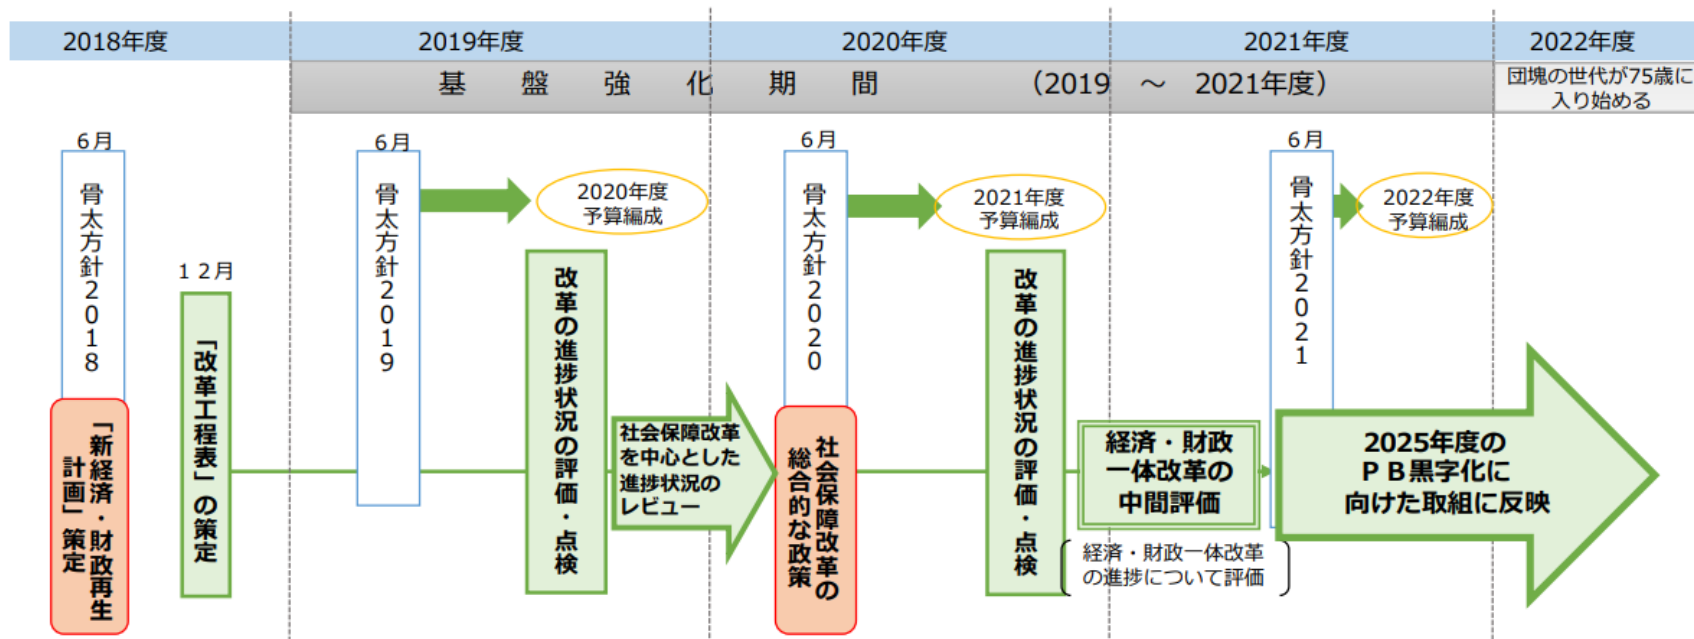 2018年度
2019年度
2020年度
2021年度
2022年度
基盤強化期間 (2019 ～ 2021年度)
団塊の世代が75歳に
入り始める
6月
骨太方針2018
「新経済・財政再生
計画」策定
12月
「改革工程表」の策定
6月
骨太方針2019
2020年度
予算編成
改革の進捗状況の評価・点検
社会保障改革
を中心とした
進捗状況の
レビュー
6月
骨太方針2020
社会保障改革の
総合的な政策
2021年度
予算編成
改革の進捗状況の評価・点検
経済・財政
一体改革の
中間評価
経済・財政一体改革
の進捗について評価
6月
骨太方針2021
2022年度
予算編成
2025年度の
PB黒字化に
向けた取組に反映